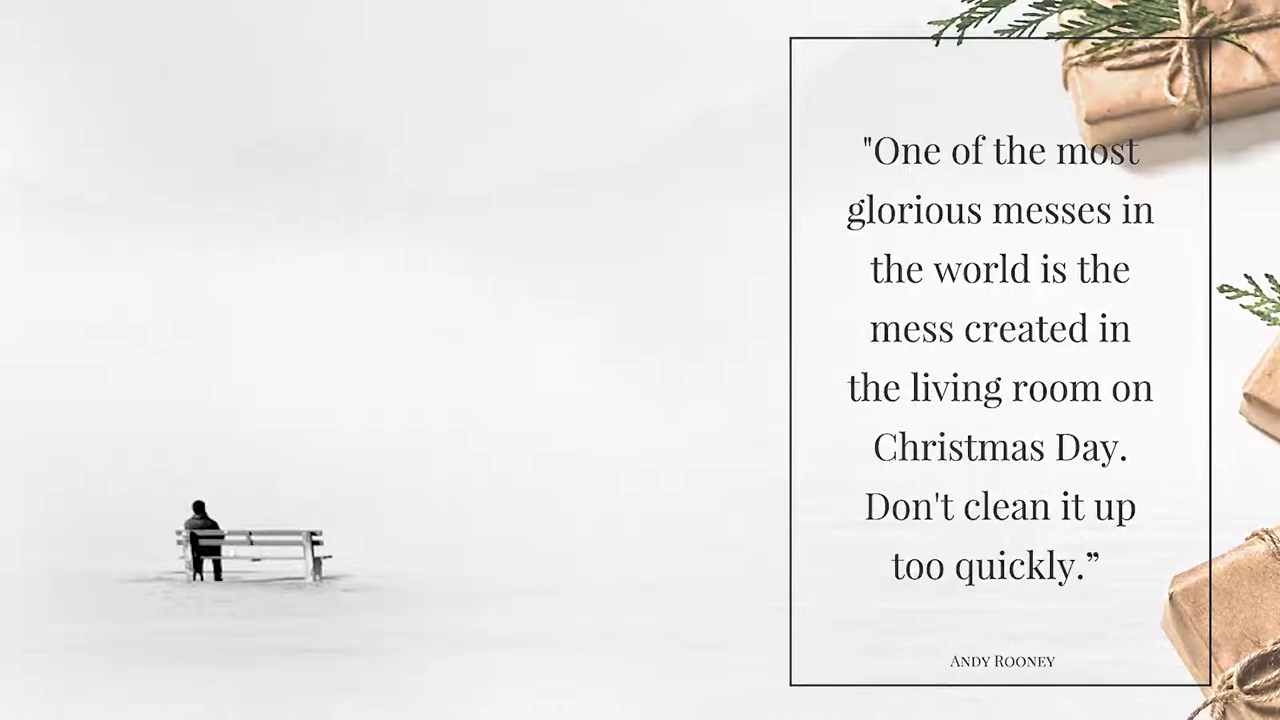 "One of the most
glorious messes in
the world is the
mess created in
the living room on
Christmas Day.
Don't clean it up
too quickly.”
Andy Rooney